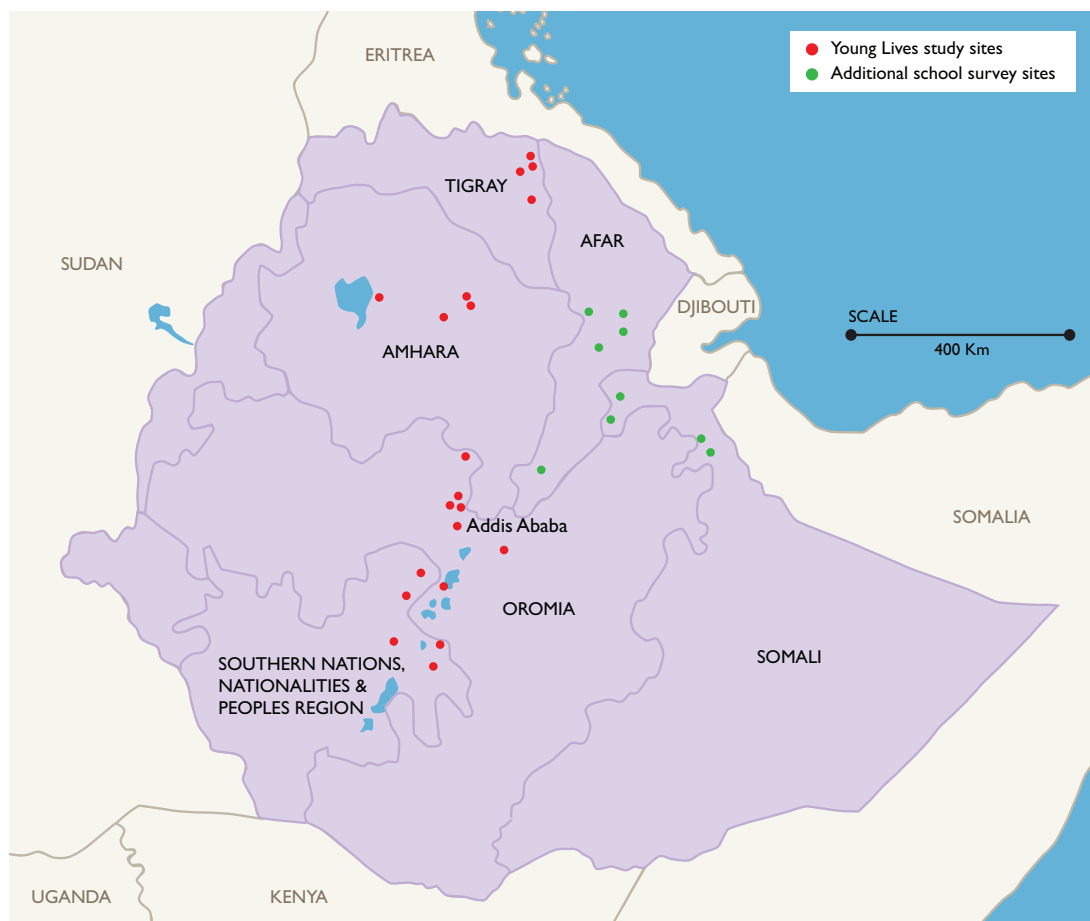 ERITREA
Young Lives study sites
Additional school survey sites
TIGRAY
AFAR
SUDAN
DJIBOUTI
SCALE
400 Km
AMHARA
SOMALIA
Addis Ababa
OROMIA
SOMALI
SOUTHERN NATIONS,
NATIONALITIES &
PEOPLES REGION
UGANDA
KENYA